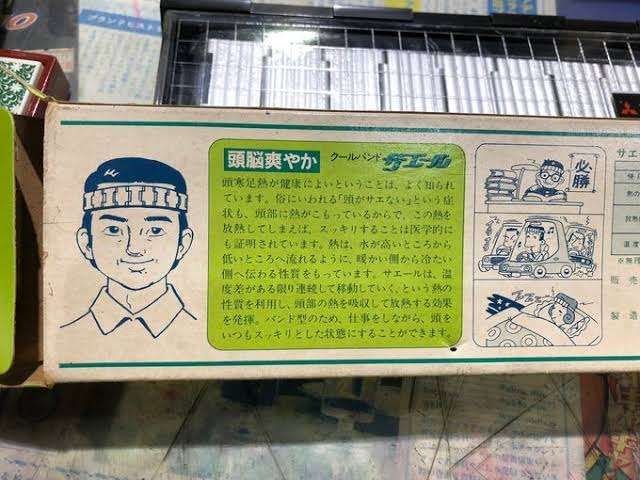 頭脳爽やか クールバンド サエール
頭寒足熱が健康によいということは、よく知られ
ています。俗にいわれる「頭がサエない」という症
状も、頭部に熱がこもっているからで、この熱を
放熱してしまえば、スッキリすることは医学的に
も証明されています。熱は、水が高いところから
低いところへ流れるように、暖かい側から冷たい
側へ伝わる性質をもっています。サエールは、温
度差がある限り連続して移動していく、という熱の
性質を利用し、頭部の熱を吸収して放熱する効果
を発揮。バンド型のため、仕事をしながら、頭を
いつもスッキリとした状態にすることができます。
必勝
サエー
販売
製造